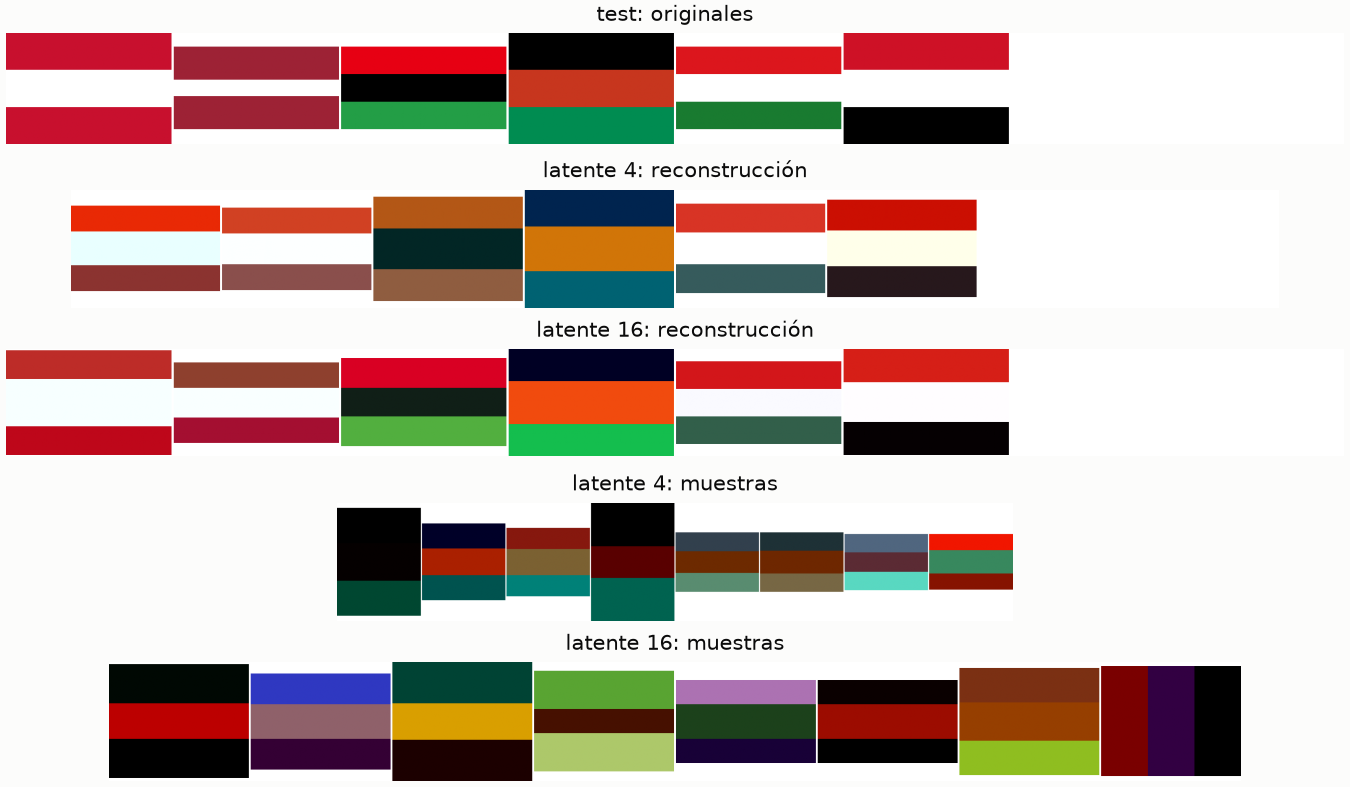 test: originales
latente 4: reconstrucción
latente 16: reconstrucción
latente 4: muestras
latente 16: muestras